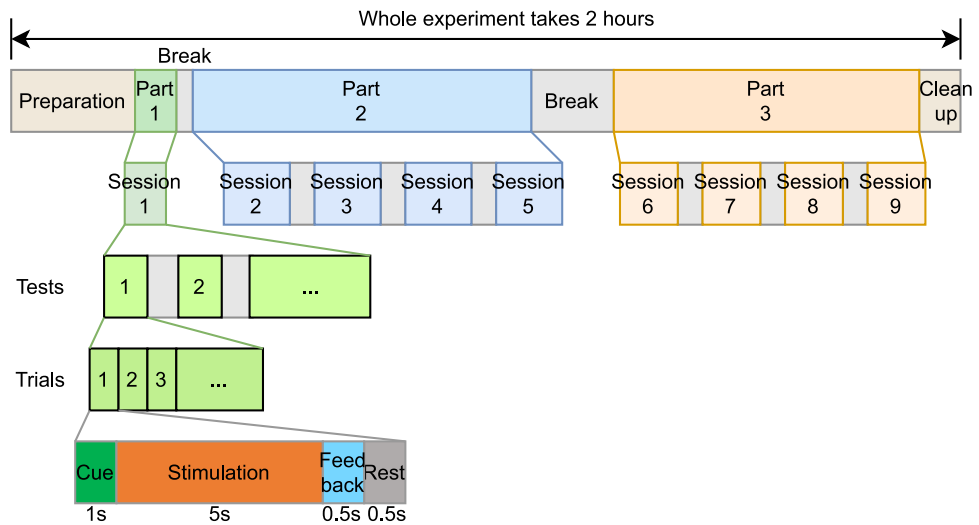 Whole experiment takes 2 hours
Break
Preparation
Part
1
Part
2
Break
Part
3
Clean
up
Session
1
Session
2
Session
3
Session
4
Session
5
Session
6
Session
7
Session
8
Session
9
Tests
1
2
...
Trials
1
2
3
...
Cue
Stimulation
Feed
back
Rest
1s
5s
0.5s
0.5s